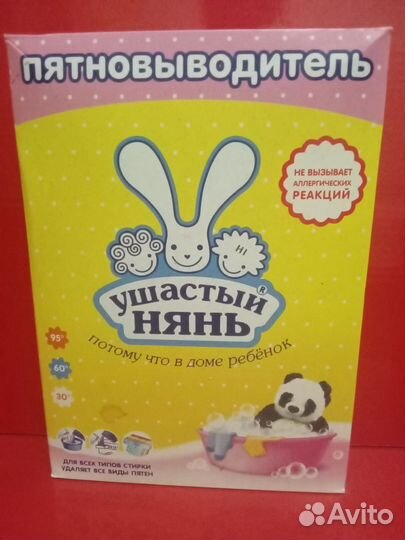 ПЯТНОВЫВОДИТЕЛЬ
НЕ ВЫЗЫВАЕТ
АЛЛЕРГИЧЕСКИХ
РЕАКЦИЙ
УШАСТЫЙ®
НЯНЬ
потому что в доме ребёнок
95°
60°
30°
ДЛЯ ВСЕХ ТИПОВ СТИРКИ
УДАЛЯЕТ ВСЕ ВИДЫ ПЯТЕН
Avito